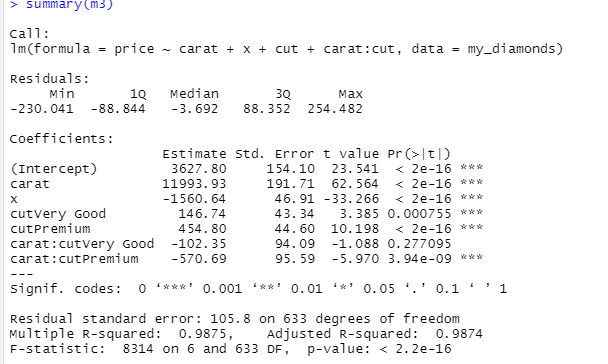 > summary(m3)
Call:
lm(formula = price ~ carat + x + cut + carat:cut, data = my_diamonds)
Residuals:
Min 1Q Median 3Q Max
-230.041 -88.844 -3.692 88.352 254.482
Coefficients:
Estimate Std. Error t value Pr(>|t|)
(Intercept) 3627.80 154.10 23.541 < 2e-16 ***
carat 11993.93 191.71 62.564 < 2e-16 ***
x -1560.64 46.91 -33.266 < 2e-16 ***
cutVery Good 146.74 43.34 3.385 0.000755 ***
cutPremium 454.80 44.60 10.198 < 2e-16 ***
carat:cutVery Good -102.35 94.09 -1.088 0.277095
carat:cutPremium -570.69 95.59 -5.970 3.94e-09 ***
---
Signif. codes: 0 ‘***’ 0.001 ‘**’ 0.01 ‘*’ 0.05 ‘.’ 0.1 ‘ ’ 1
Residual standard error: 105.8 on 633 degrees of freedom
Multiple R-squared: 0.9875, Adjusted R-squared: 0.9874
F-statistic: 8314 on 6 and 633 DF, p-value: < 2.2e-16